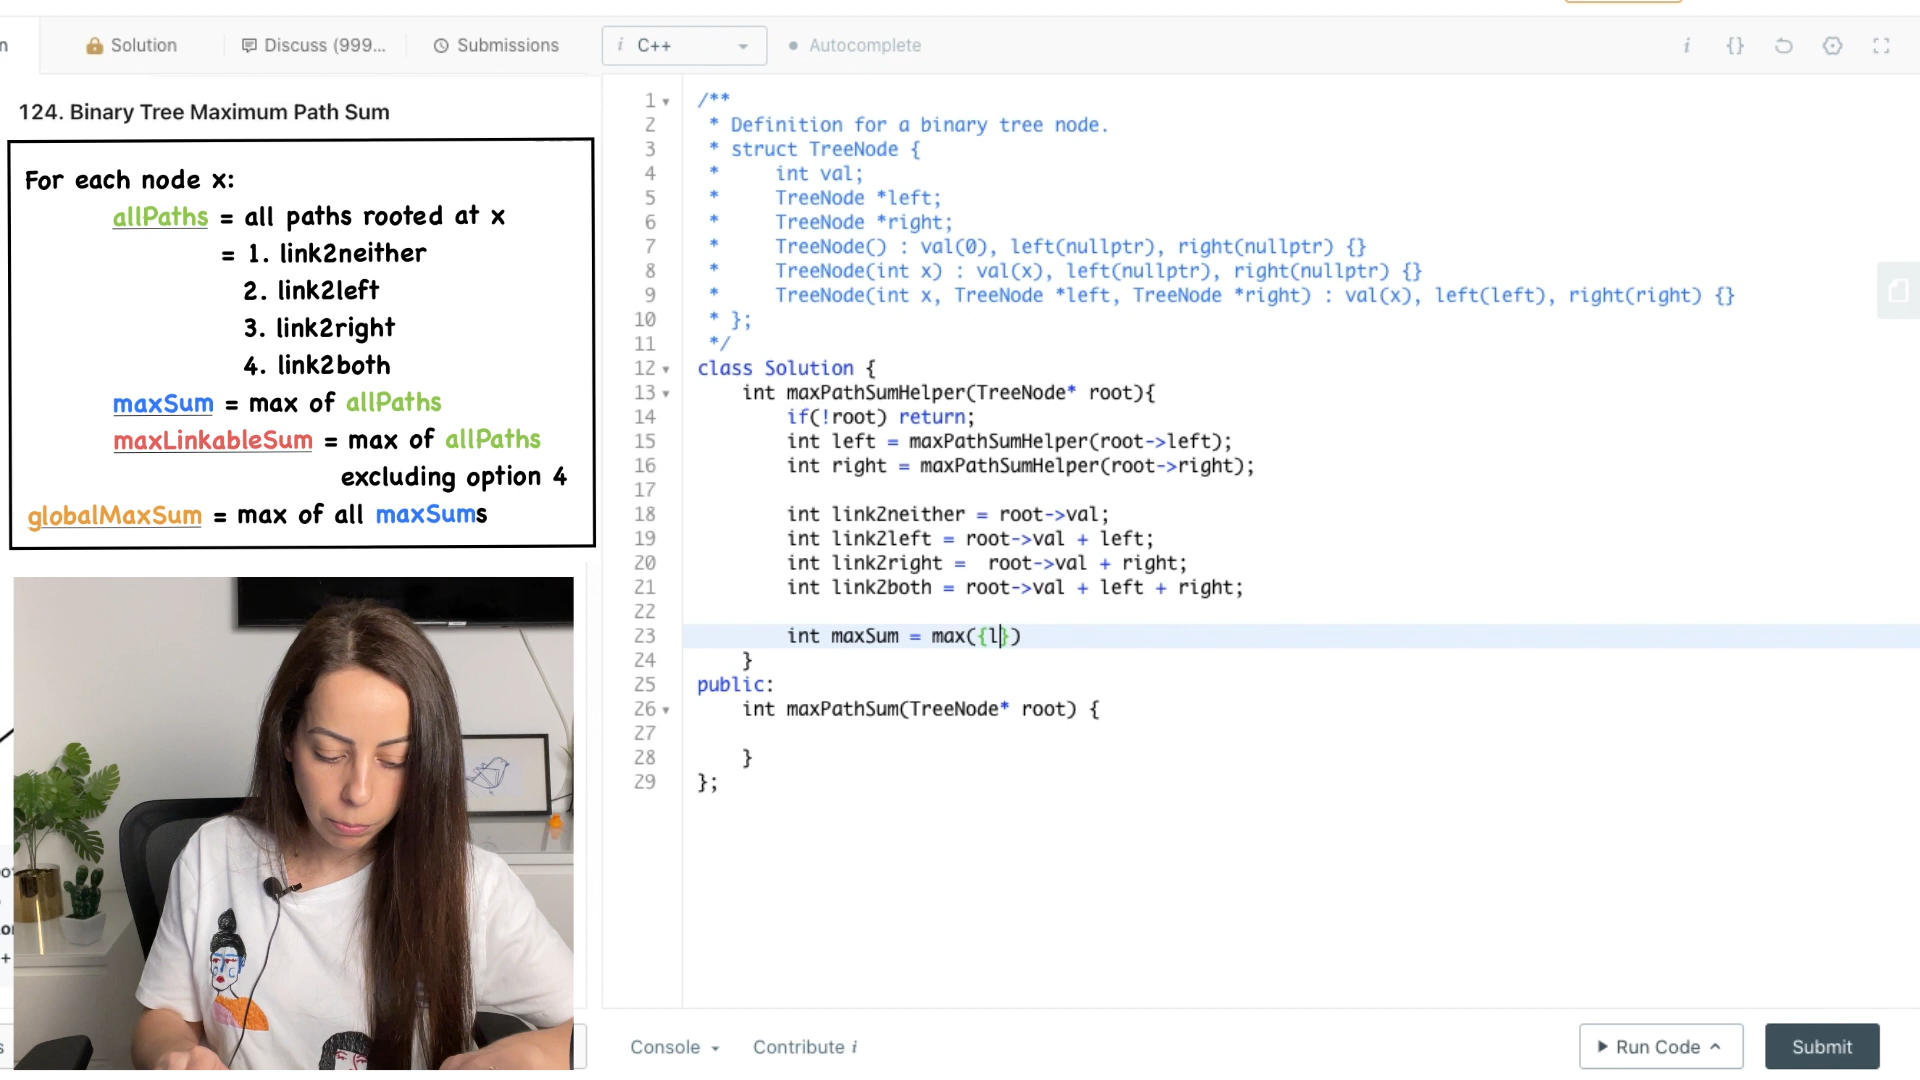 Solution
Discuss (999...
Submissions
i C++
Autocomplete
i {}
124. Binary Tree Maximum Path Sum
For each node x:
allPaths = all paths rooted at x
= 1. link2neither
2. link2left
3. link2right
4. link2both
maxSum = max of allPaths
maxLinkableSum = max of allPaths
excluding option 4
globalMaxSum = max of all maxSums
1 /**
2 * Definition for a binary tree node.
3 * struct TreeNode {
4 * int val;
5 * TreeNode *left;
6 * TreeNode *right;
7 * TreeNode() : val(0), left(nullptr), right(nullptr) {}
8 * TreeNode(int x) : val(x), left(nullptr), right(nullptr) {}
9 * TreeNode(int x, TreeNode *left, TreeNode *right) : val(x), left(left), right(right) {}
10 * };
11 */
12 class Solution {
13 int maxPathSumHelper(TreeNode* root){
14 if(!root) return;
15 int left = maxPathSumHelper(root->left);
16 int right = maxPathSumHelper(root->right);
17
18 int link2neither = root->val;
19 int link2left = root->val + left;
20 int link2right =  root->val + right;
21 int link2both = root->val + left + right;
22
23 int maxSum = max({l})
24 }
25 public:
26 int maxPathSum(TreeNode* root) {
27
28 }
29 };
Console
Contribute i
Run Code
Submit